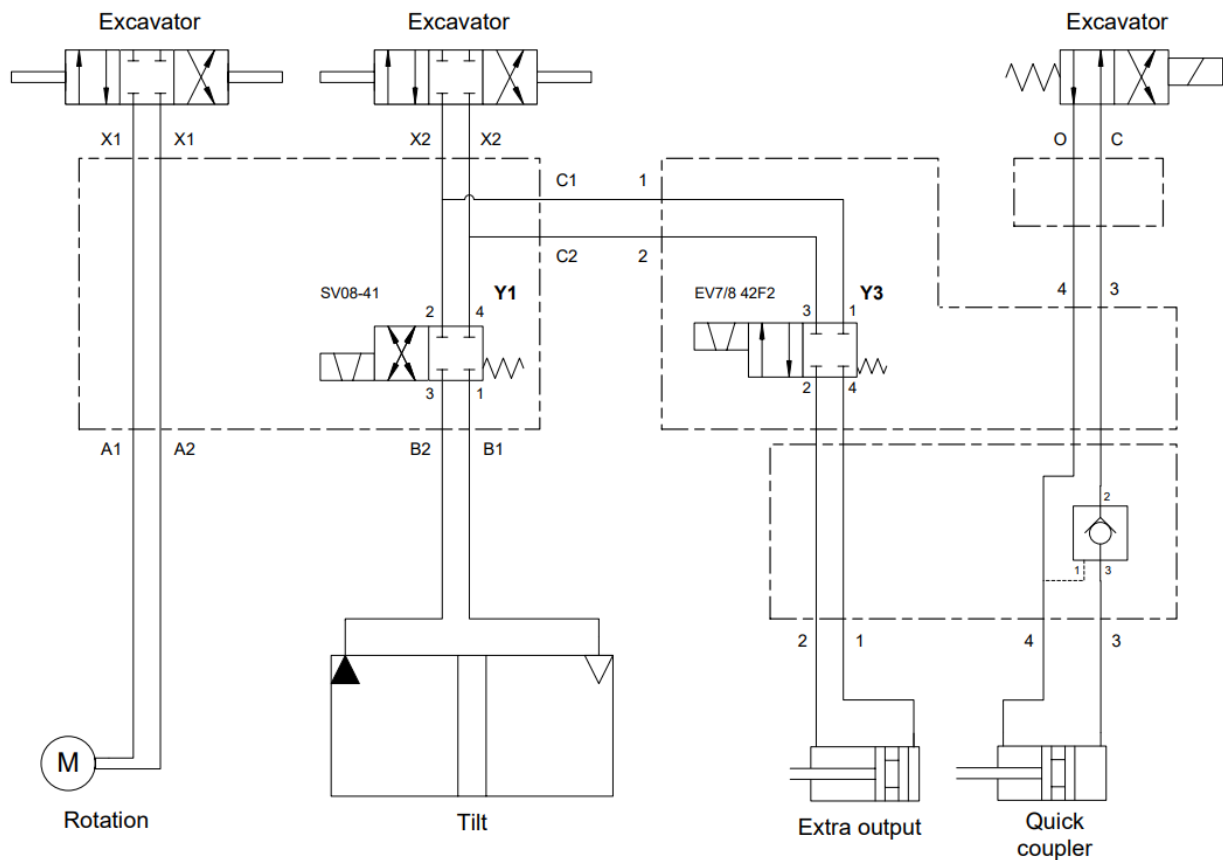 Excavator
Excavator
Excavator
X1
X1
X2
X2
O
C
C1
1
C2
2
SV08-41
Y1
EV7/8 42F2
Y3
4
3
2
4
3
1
3
1
2
4
A1
A2
B2
B1
2
1
3
2
1
4
3
M
Rotation
Tilt
Extra output
Quick
coupler